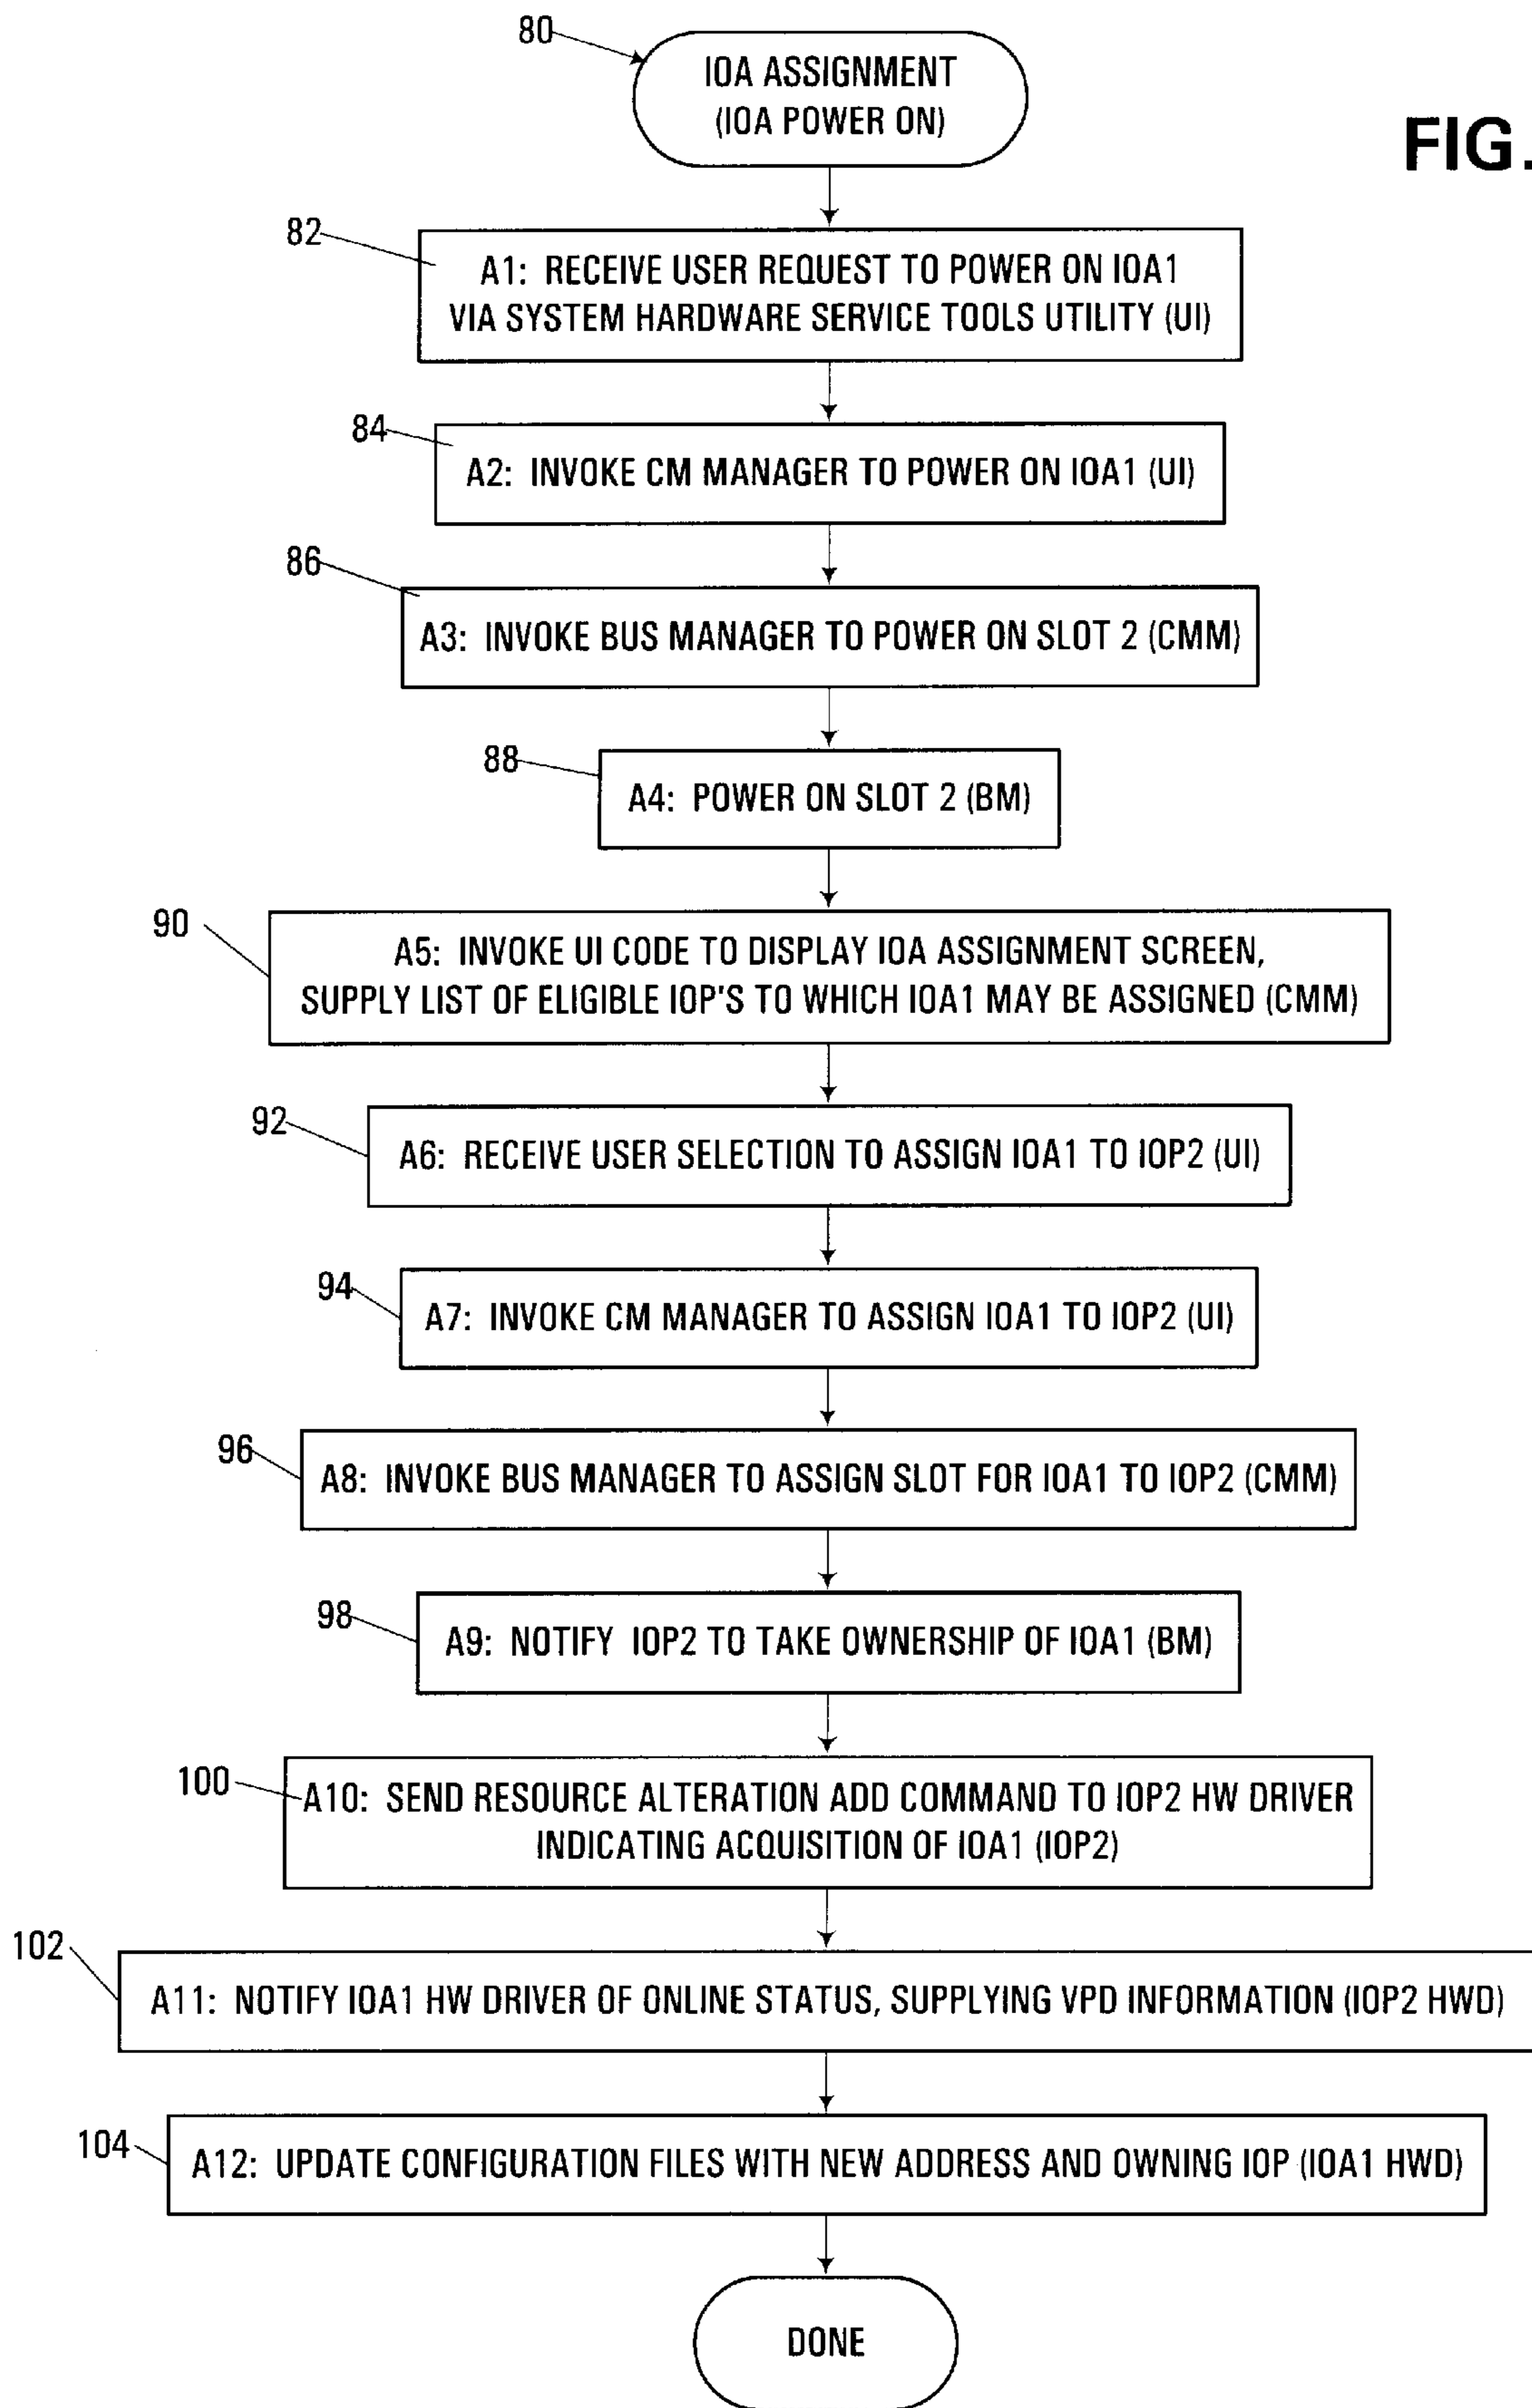 80
IOA ASSIGNMENT
(IOA POWER ON)
FIG.
82
A1: RECEIVE USER REQUEST TO POWER ON IOA1
VIA SYSTEM HARDWARE SERVICE TOOLS UTILITY (UI)
84
A2: INVOKE CM MANAGER TO POWER ON IOA1 (UI)
86
A3: INVOKE BUS MANAGER TO POWER ON SLOT 2 (CMM)
88
A4: POWER ON SLOT 2 (BM)
90
A5: INVOKE UI CODE TO DISPLAY IOA ASSIGNMENT SCREEN,
SUPPLY LIST OF ELIGIBLE IOP'S TO WHICH IOA1 MAY BE ASSIGNED (CMM)
92
A6: RECEIVE USER SELECTION TO ASSIGN IOA1 TO IOP2 (UI)
94
A7: INVOKE CM MANAGER TO ASSIGN IOA1 TO IOP2 (UI)
96
A8: INVOKE BUS MANAGER TO ASSIGN SLOT FOR IOA1 TO IOP2 (CMM)
98
A9: NOTIFY IOP2 TO TAKE OWNERSHIP OF IOA1 (BM)
100
A10: SEND RESOURCE ALTERATION ADD COMMAND TO IOP2 HW DRIVER
INDICATING ACQUISITION OF IOA1 (IOP2)
102
A11: NOTIFY IOA1 HW DRIVER OF ONLINE STATUS, SUPPLYING VPD INFORMATION (IOP2 HWD)
104
A12: UPDATE CONFIGURATION FILES WITH NEW ADDRESS AND OWNING IOP (IOA1 HWD)
DONE